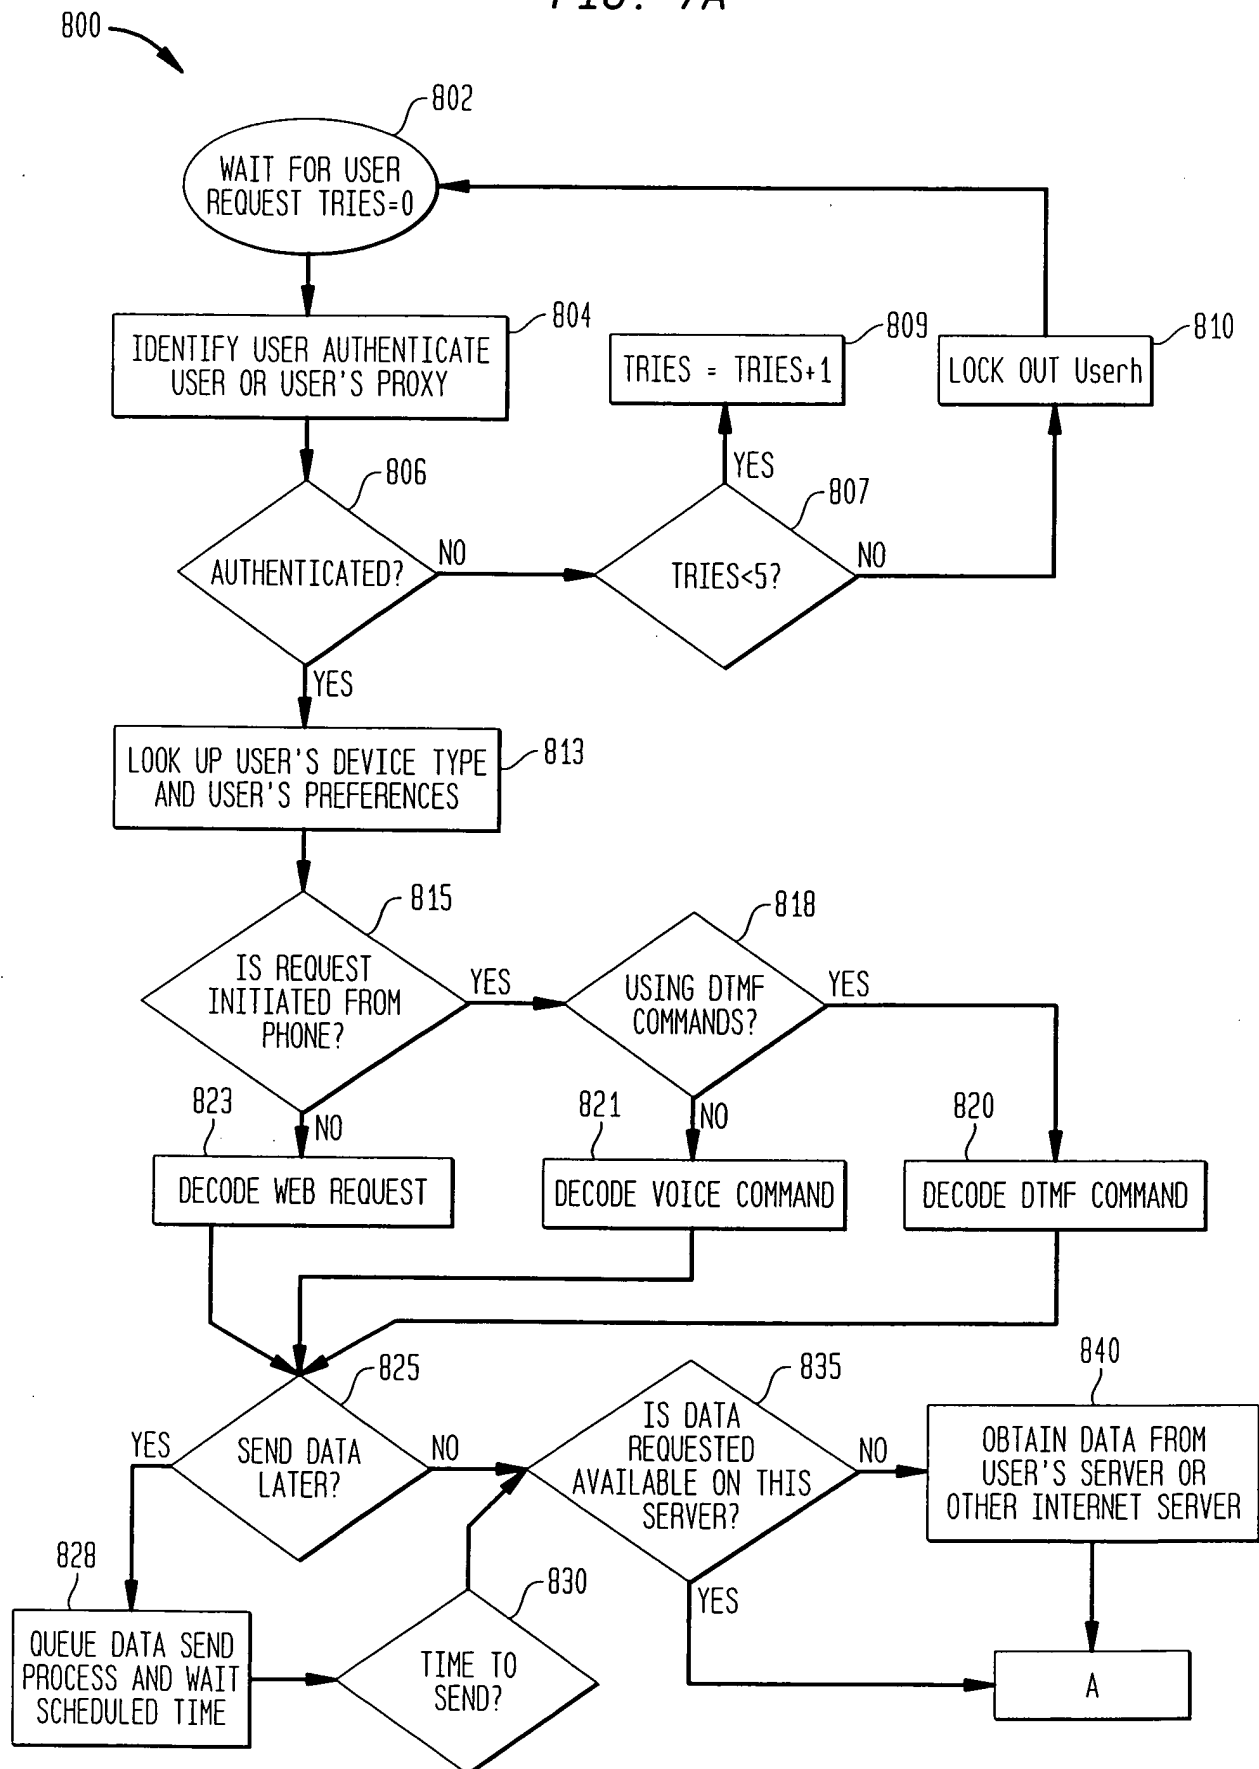 FIG. 7A
800
802
WAIT FOR USER
REQUEST TRIES=0
804
IDENTIFY USER AUTHENTICATE
USER OR USER'S PROXY
809
TRIES = TRIES+1
810
LOCK OUT Userh
806
AUTHENTICATED?
NO
YES
807
TRIES<5?
NO
YES
813
LOOK UP USER'S DEVICE TYPE
AND USER'S PREFERENCES
815
IS REQUEST
INITIATED FROM
PHONE?
YES
818
USING DTMF
COMMANDS?
YES
823
NO
821
NO
820
DECODE WEB REQUEST
DECODE VOICE COMMAND
DECODE DTMF COMMAND
825
SEND DATA
LATER?
YES
NO
835
IS DATA
REQUESTED
AVAILABLE ON THIS
SERVER?
NO
YES
840
OBTAIN DATA FROM
USER'S SERVER OR
OTHER INTERNET SERVER
828
QUEUE DATA SEND
PROCESS AND WAIT
SCHEDULED TIME
830
TIME TO
SEND?
A